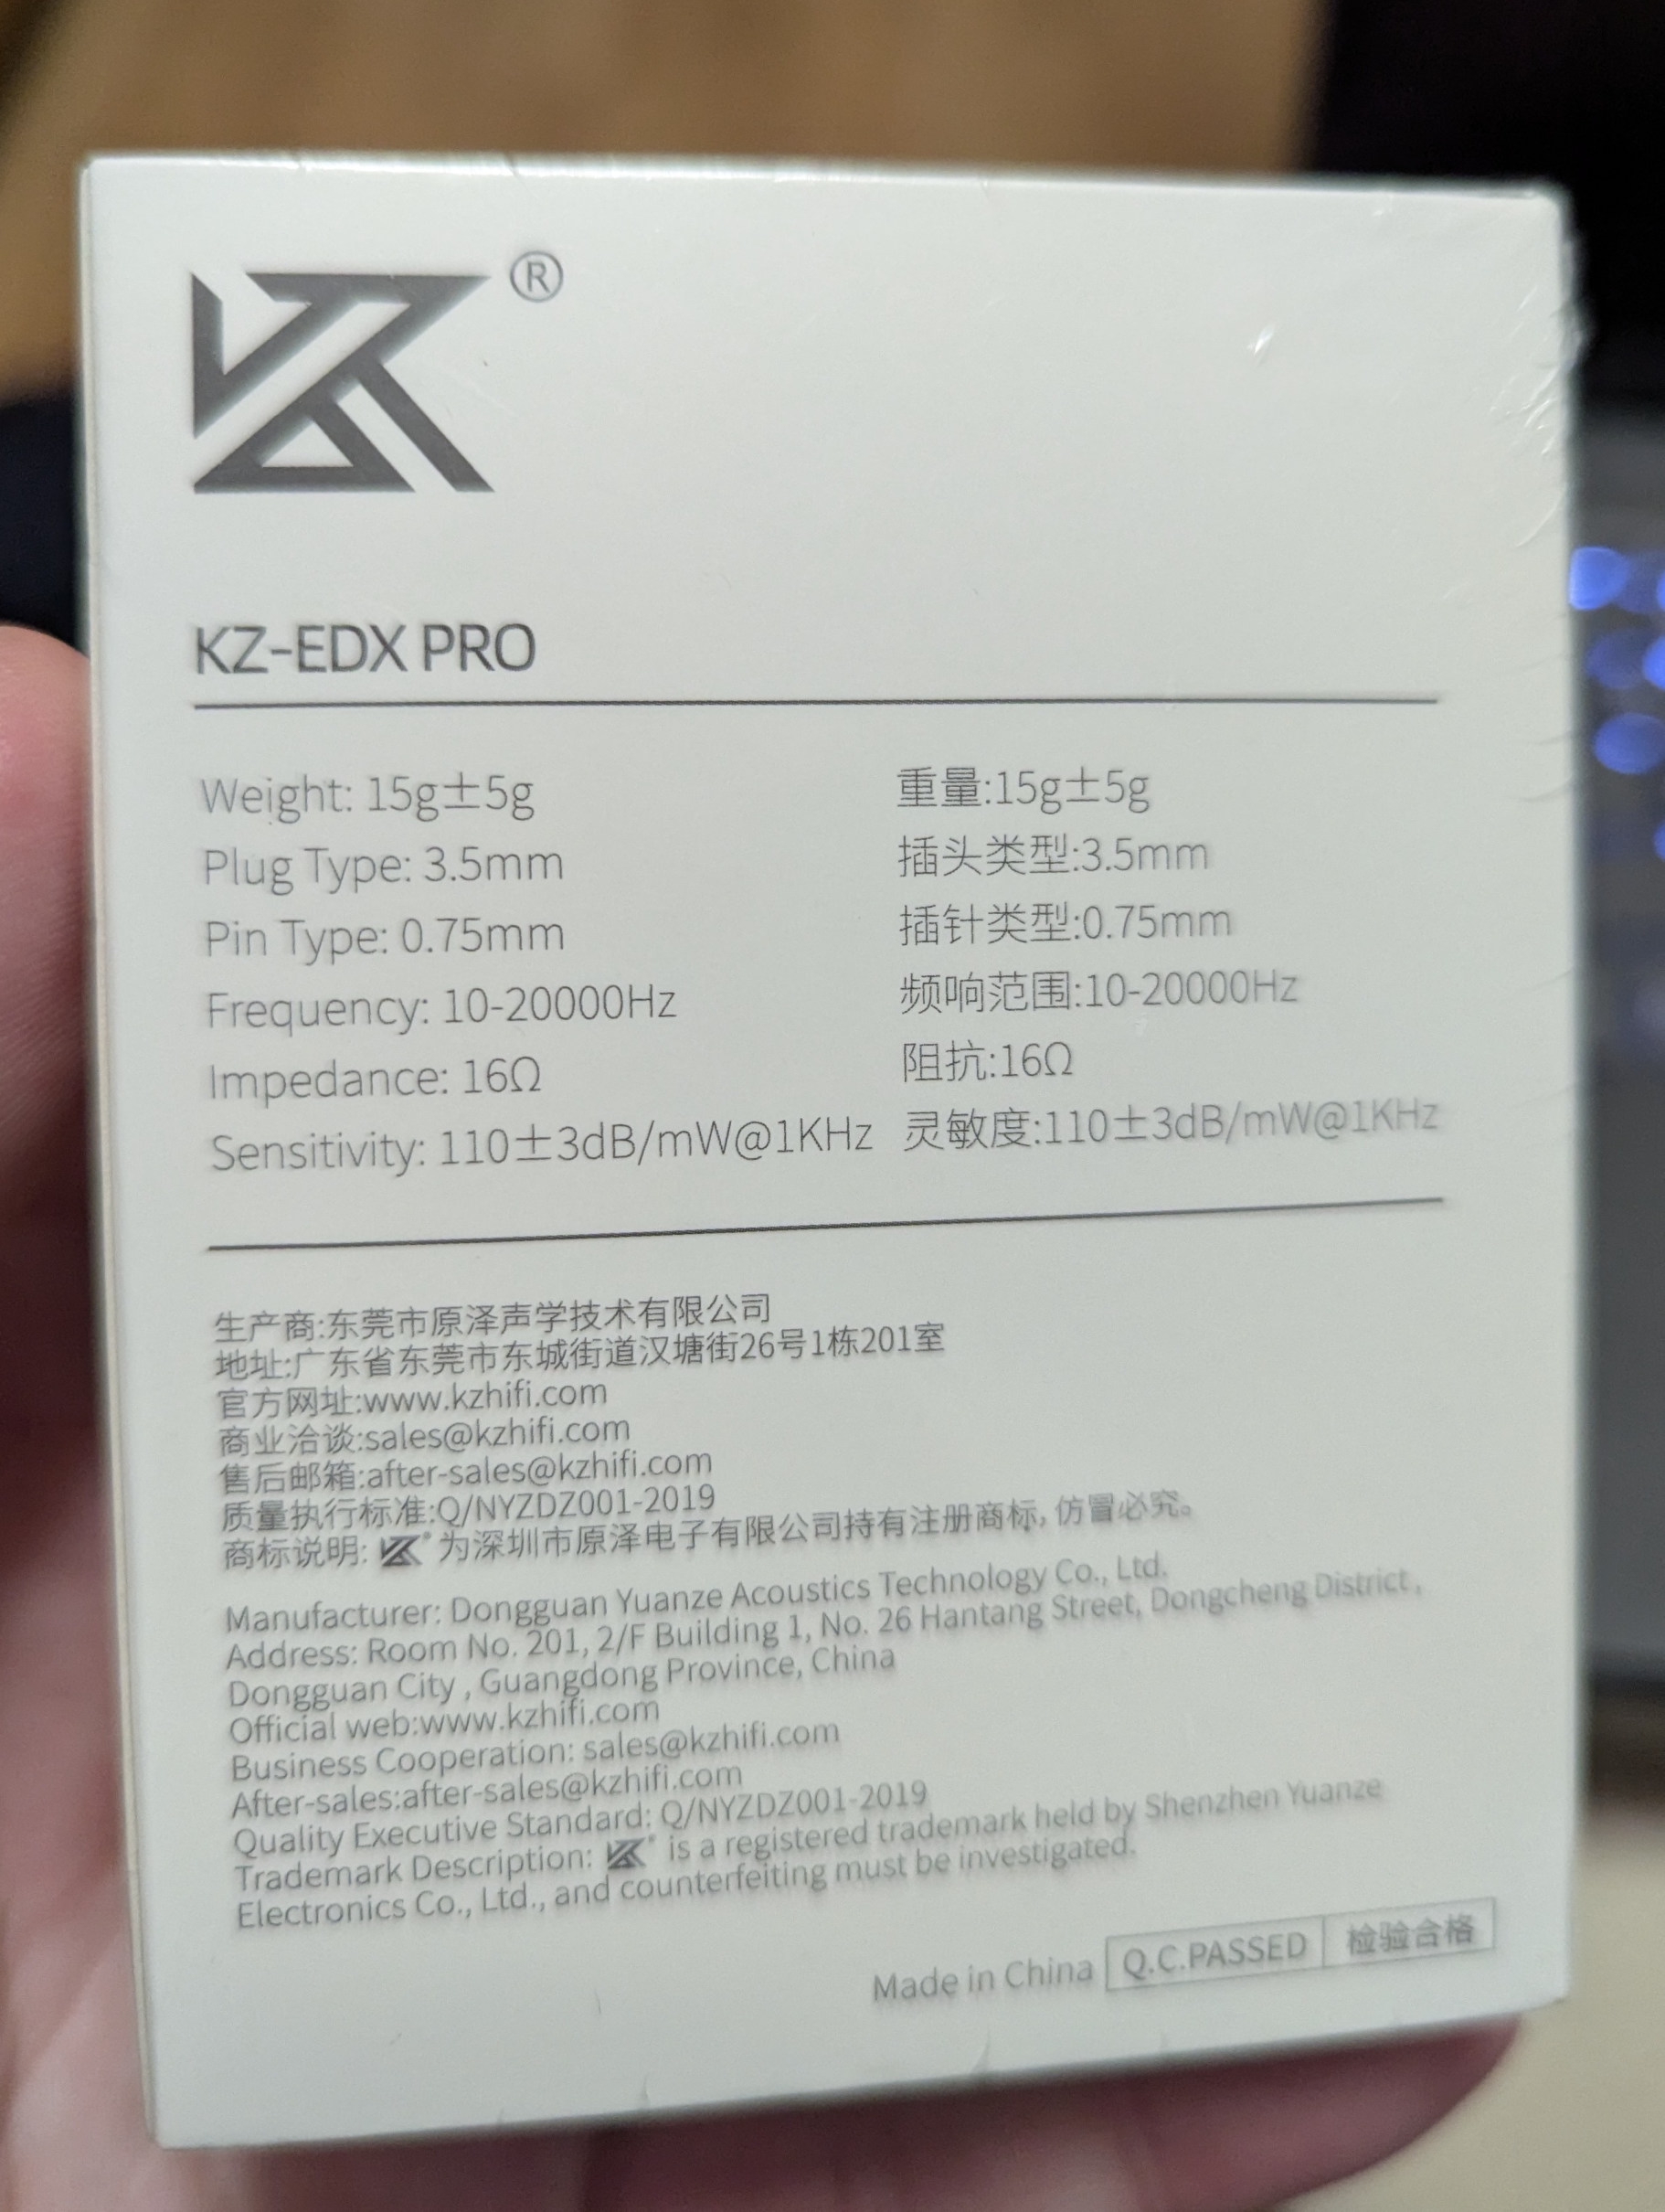 KZ®
KZ-EDX PRO
Weight: 15g±5g
Plug Type: 3.5mm
Pin Type: 0.75mm
Frequency: 10-20000Hz
Impedance: 16Ω
Sensitivity: 110±3dB/mW@1KHz
重量:15g±5g
插头类型:3.5mm
插针类型:0.75mm
频响范围:10-20000Hz
阻抗:16Ω
灵敏度:110±3dB/mW@1KHz
生产商:东莞市原泽声学技术有限公司
地址:广东省东莞市东城街道汉塘街26号1栋201室
官方网址:www.kzhifi.com
商业洽谈:sales@kzhifi.com
售后邮箱:after-sales@kzhifi.com
质量执行标准:Q/NYZDZ001-2019
商标说明: KZ® 为深圳市原泽电子有限公司持有注册商标, 仿冒必究。
Manufacturer: Dongguan Yuanze Acoustics Technology Co., Ltd.
Address: Room No. 201, 2/F Building 1, No. 26 Hantang Street, Dongcheng District ,
Dongguan City , Guangdong Province, China
Official web:www.kzhifi.com
Business Cooperation: sales@kzhifi.com
After-sales:after-sales@kzhifi.com
Quality Executive Standard: Q/NYZDZ001-2019
Trademark Description: KZ® is a registered trademark held by Shenzhen Yuanze
Electronics Co., Ltd., and counterfeiting must be investigated.
Made in China Q.C.PASSED 检验合格